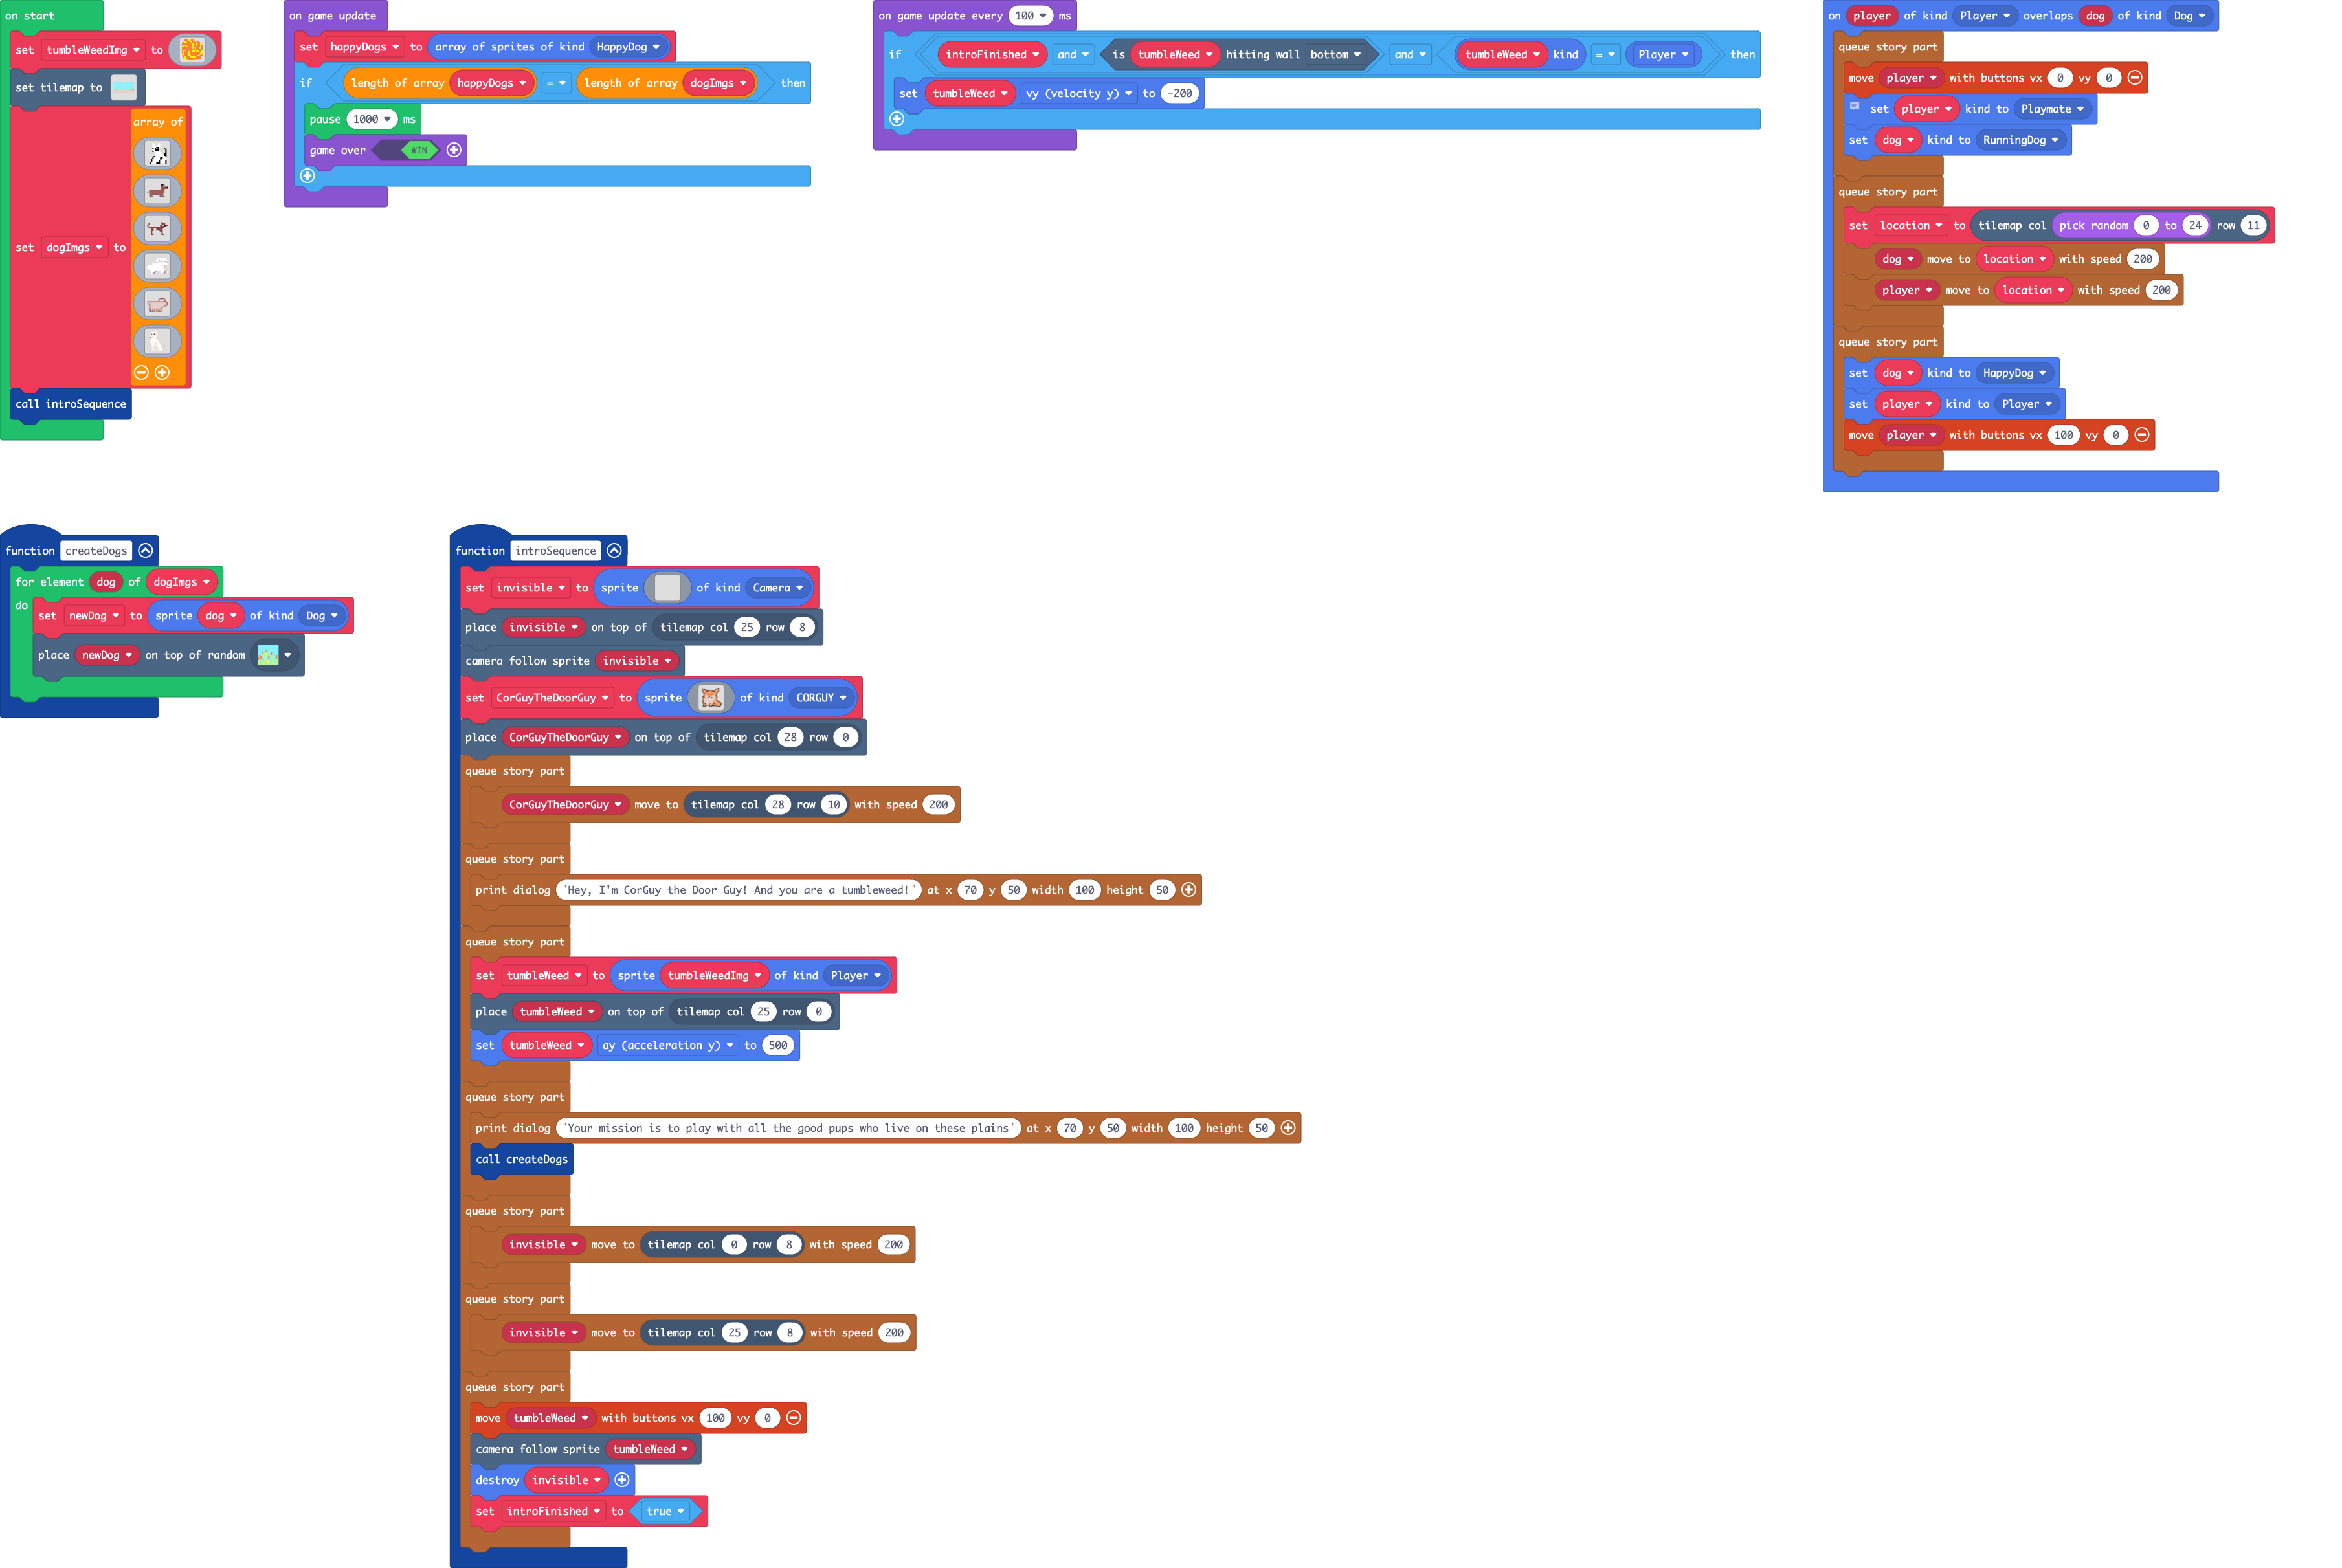 on start
set tumbleWeedImg to
set tilemap to
set dogImgs to array of
call introSequence
on game update
set happyDogs to array of sprites of kind HappyDog
if length of array happyDogs = length of array dogImgs then
pause 1000 ms
game over WIN
on game update every 100 ms
if introFinished and is tumbleWeed hitting wall bottom and tumbleWeed kind = Player then
set tumbleWeed vy (velocity y) to -200
on player of kind Player overlaps dog of kind Dog
queue story part
move player with buttons vx 0 vy 0
set player kind to Playmate
set dog kind to RunningDog
queue story part
set location to tilemap col pick random 0 to 24 row 11
dog move to location with speed 200
player move to location with speed 200
queue story part
set dog kind to HappyDog
set player kind to Player
move player with buttons vx 100 vy 0
function createDogs
for element dog of dogImgs
do
set newDog to sprite dog of kind Dog
place newDog on top of random
function introSequence
set invisible to sprite of kind Camera
place invisible on top of tilemap col 25 row 8
camera follow sprite invisible
set CorGuyTheDoorGuy to sprite of kind CORGUY
place CorGuyTheDoorGuy on top of tilemap col 28 row 0
queue story part
CorGuyTheDoorGuy move to tilemap col 28 row 10 with speed 200
queue story part
print dialog "Hey, I'm CorGuy the Door Guy! And you are a tumbleweed!" at x 70 y 50 width 100 height 50
queue story part
set tumbleWeed to sprite tumbleWeedImg of kind Player
place tumbleWeed on top of tilemap col 25 row 0
set tumbleWeed ay (acceleration y) to 500
queue story part
print dialog "Your mission is to play with all the good pups who live on these plains" at x 70 y 50 width 100 height 50
call createDogs
queue story part
invisible move to tilemap col 0 row 8 with speed 200
queue story part
invisible move to tilemap col 25 row 8 with speed 200
queue story part
move tumbleWeed with buttons vx 100 vy 0
camera follow sprite tumbleWeed
destroy invisible
set introFinished to true